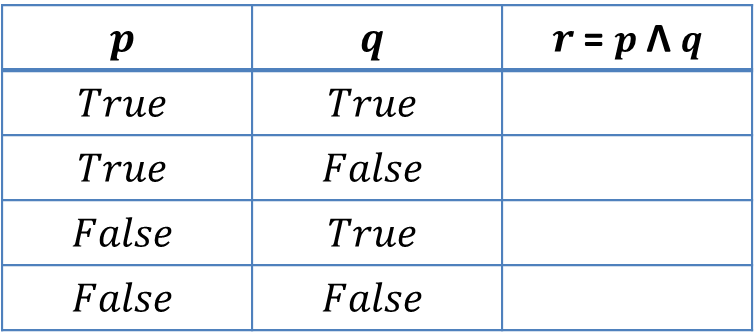 p q r = p Λ q
True True
True False
False True
False False